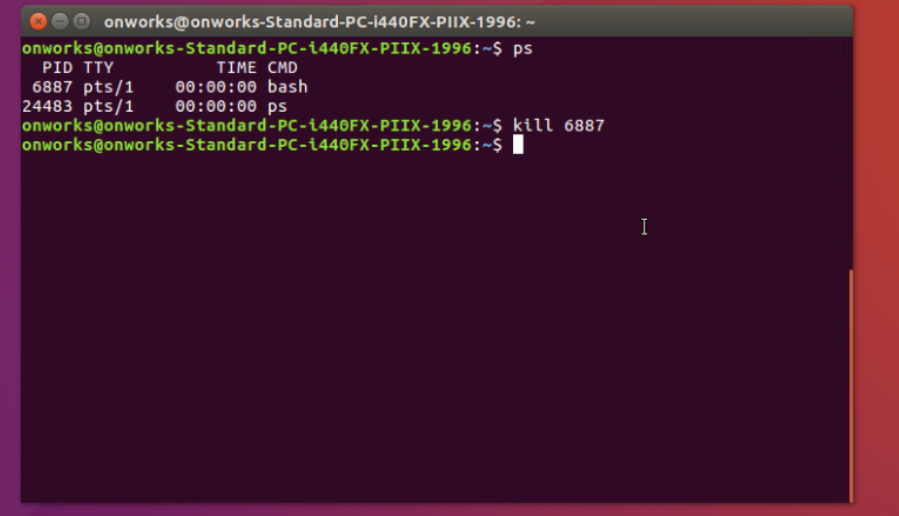 onworks@onworks-Standard-PC-i440FX-PIIX-1996: ~
onworks@onworks-Standard-PC-i440FX-PIIX-1996:~$ ps
  PID TTY          TIME CMD
 6887 pts/1    00:00:00 bash
24483 pts/1    00:00:00 ps
onworks@onworks-Standard-PC-i440FX-PIIX-1996:~$ kill 6887
onworks@onworks-Standard-PC-i440FX-PIIX-1996:~$